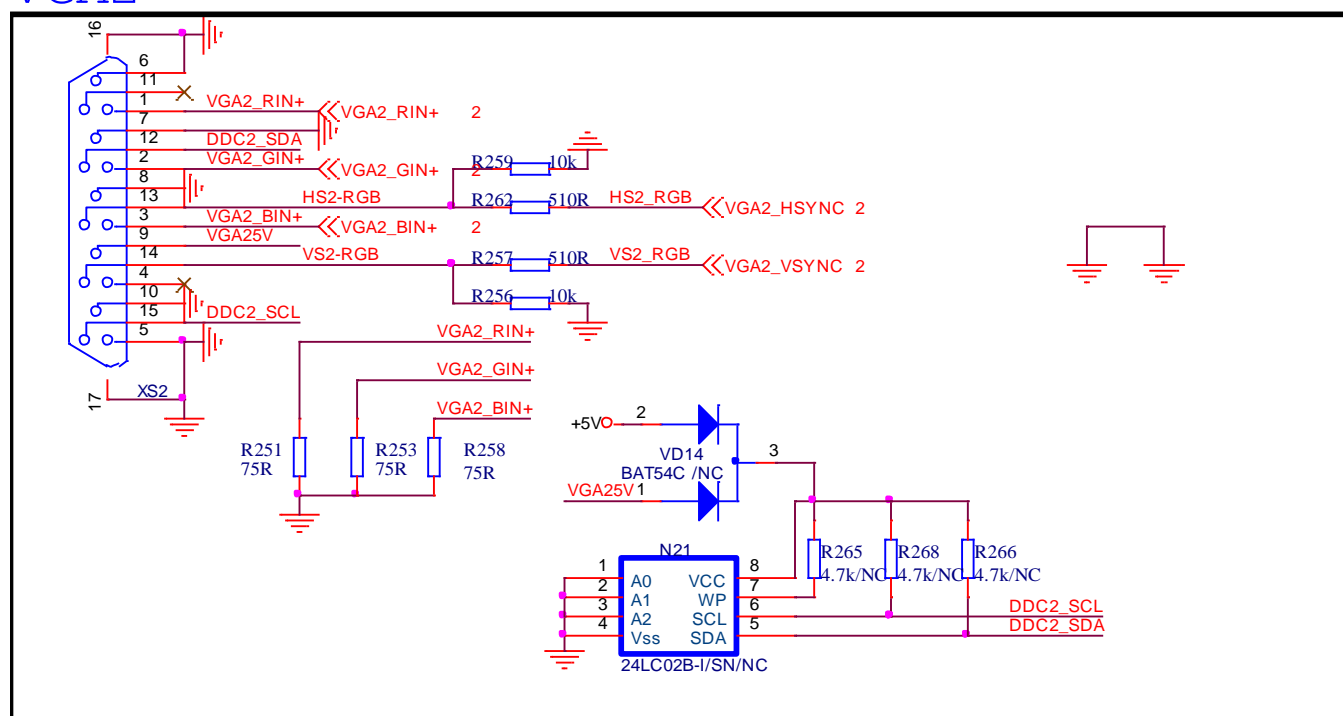 16
6
11
1
VGA2_RIN+
VGA2_RIN+ 2
7
12
DDC2_SDA
2
VGA2_GIN+
VGA2_GIN+ 2
8
13
HS2-RGB
3
VGA2_BIN+
VGA2_BIN+ 2
9
VGA25V
14
VS2-RGB
4
10
15
DDC2_SCL
5
17
XS2
R259 10k
R262 510R
HS2_RGB
VGA2_HSYNC 2
R257 510R
VS2_RGB
VGA2_VSYNC 2
R256 10k
VGA2_RIN+
VGA2_GIN+
VGA2_BIN+
R251
75R
R253
75R
R258
75R
+5V
2
VD14
BAT54C /NC
3
VGA25V
1
R265
4.7k/NC
R268
4.7k/NC
R266
4.7k/NC
N21
1 A0 VCC 8
2 A1 WP 7
3 A2 SCL 6
4 Vss SDA 5
DDC2_SCL
DDC2_SDA
24LC02B-I/SN/NC